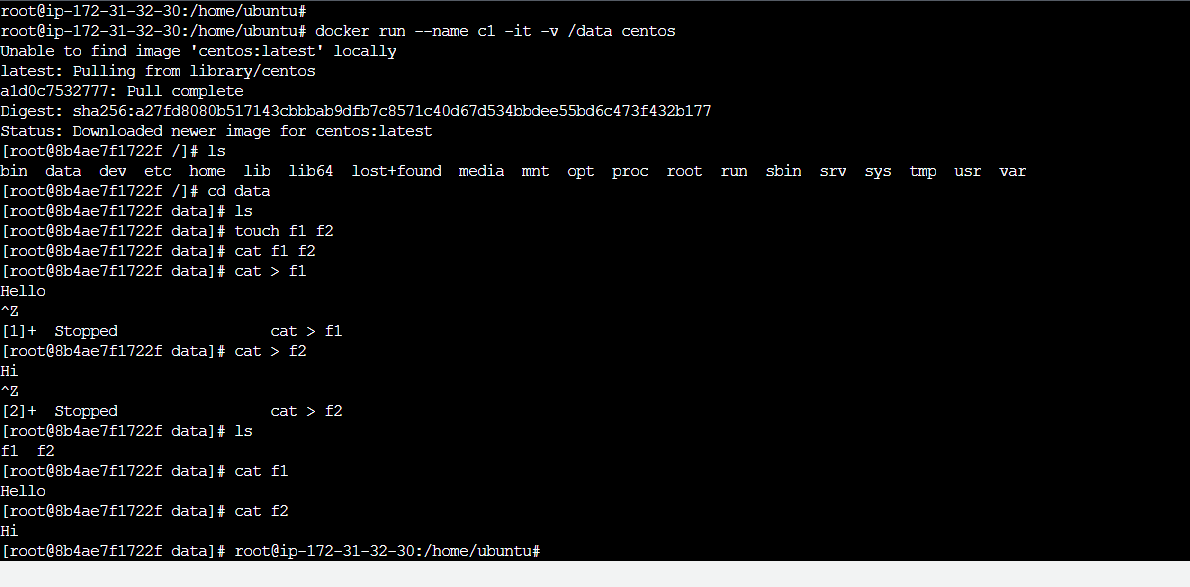 root@ip-172-31-32-30:/home/ubuntu#
root@ip-172-31-32-30:/home/ubuntu# docker run --name c1 -it -v /data centos
Unable to find image 'centos:latest' locally
latest: Pulling from library/centos
a1d0c7532777: Pull complete
Digest: sha256:a27fd8080b517143cbbbab9dfb7c8571c40d67d534bbdee55bd6c473f432b177
Status: Downloaded newer image for centos:latest
[root@8b4ae7f1722f /]# ls
bin  data  dev  etc  home  lib  lib64  lost+found  media  mnt  opt  proc  root  run  sbin  srv  sys  tmp  usr  var
[root@8b4ae7f1722f /]# cd data
[root@8b4ae7f1722f data]# ls
[root@8b4ae7f1722f data]# touch f1 f2
[root@8b4ae7f1722f data]# cat f1 f2
[root@8b4ae7f1722f data]# cat > f1
Hello
^Z
[1]+  Stopped                 cat > f1
[root@8b4ae7f1722f data]# cat > f2
Hi
^Z
[2]+  Stopped                 cat > f2
[root@8b4ae7f1722f data]# ls
f1  f2
[root@8b4ae7f1722f data]# cat f1
Hello
[root@8b4ae7f1722f data]# cat f2
Hi
[root@8b4ae7f1722f data]# root@ip-172-31-32-30:/home/ubuntu#